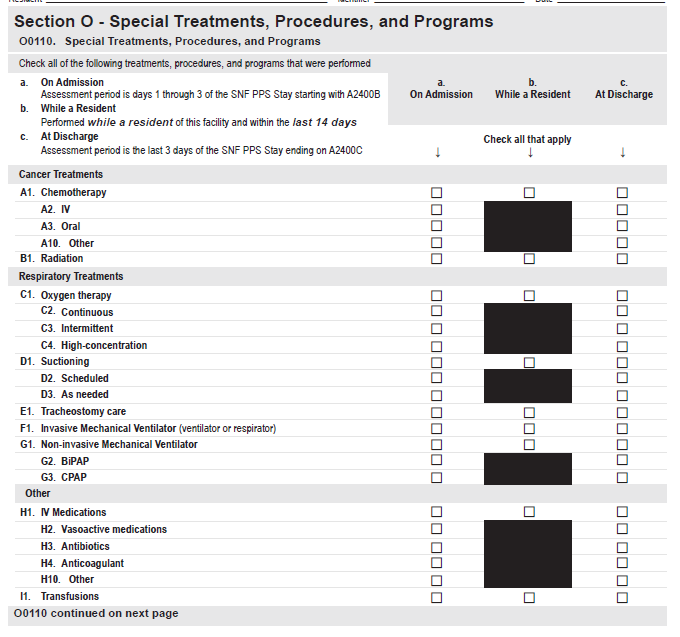 Resident Identifier Date
Section O - Special Treatments, Procedures, and Programs
O0110. Special Treatments, Procedures, and Programs
Check all of the following treatments, procedures, and programs that were performed
a. On Admission
Assessment period is days 1 through 3 of the SNF PPS Stay starting with A2400B
b. While a Resident
Performed while a resident of this facility and within the last 14 days
c. At Discharge
Assessment period is the last 3 days of the SNF PPS Stay ending on A2400C
a. b. c.
On Admission While a Resident At Discharge
Check all that apply
↓ ↓ ↓
Cancer Treatments
A1. Chemotherapy
A2. IV
A3. Oral
A10. Other
B1. Radiation
Respiratory Treatments
C1. Oxygen therapy
C2. Continuous
C3. Intermittent
C4. High-concentration
D1. Suctioning
D2. Scheduled
D3. As needed
E1. Tracheostomy care
F1. Invasive Mechanical Ventilator (ventilator or respirator)
G1. Non-invasive Mechanical Ventilator
G2. BiPAP
G3. CPAP
Other
H1. IV Medications
H2. Vasoactive medications
H3. Antibiotics
H4. Anticoagulant
H10. Other
I1. Transfusions
O0110 continued on next page